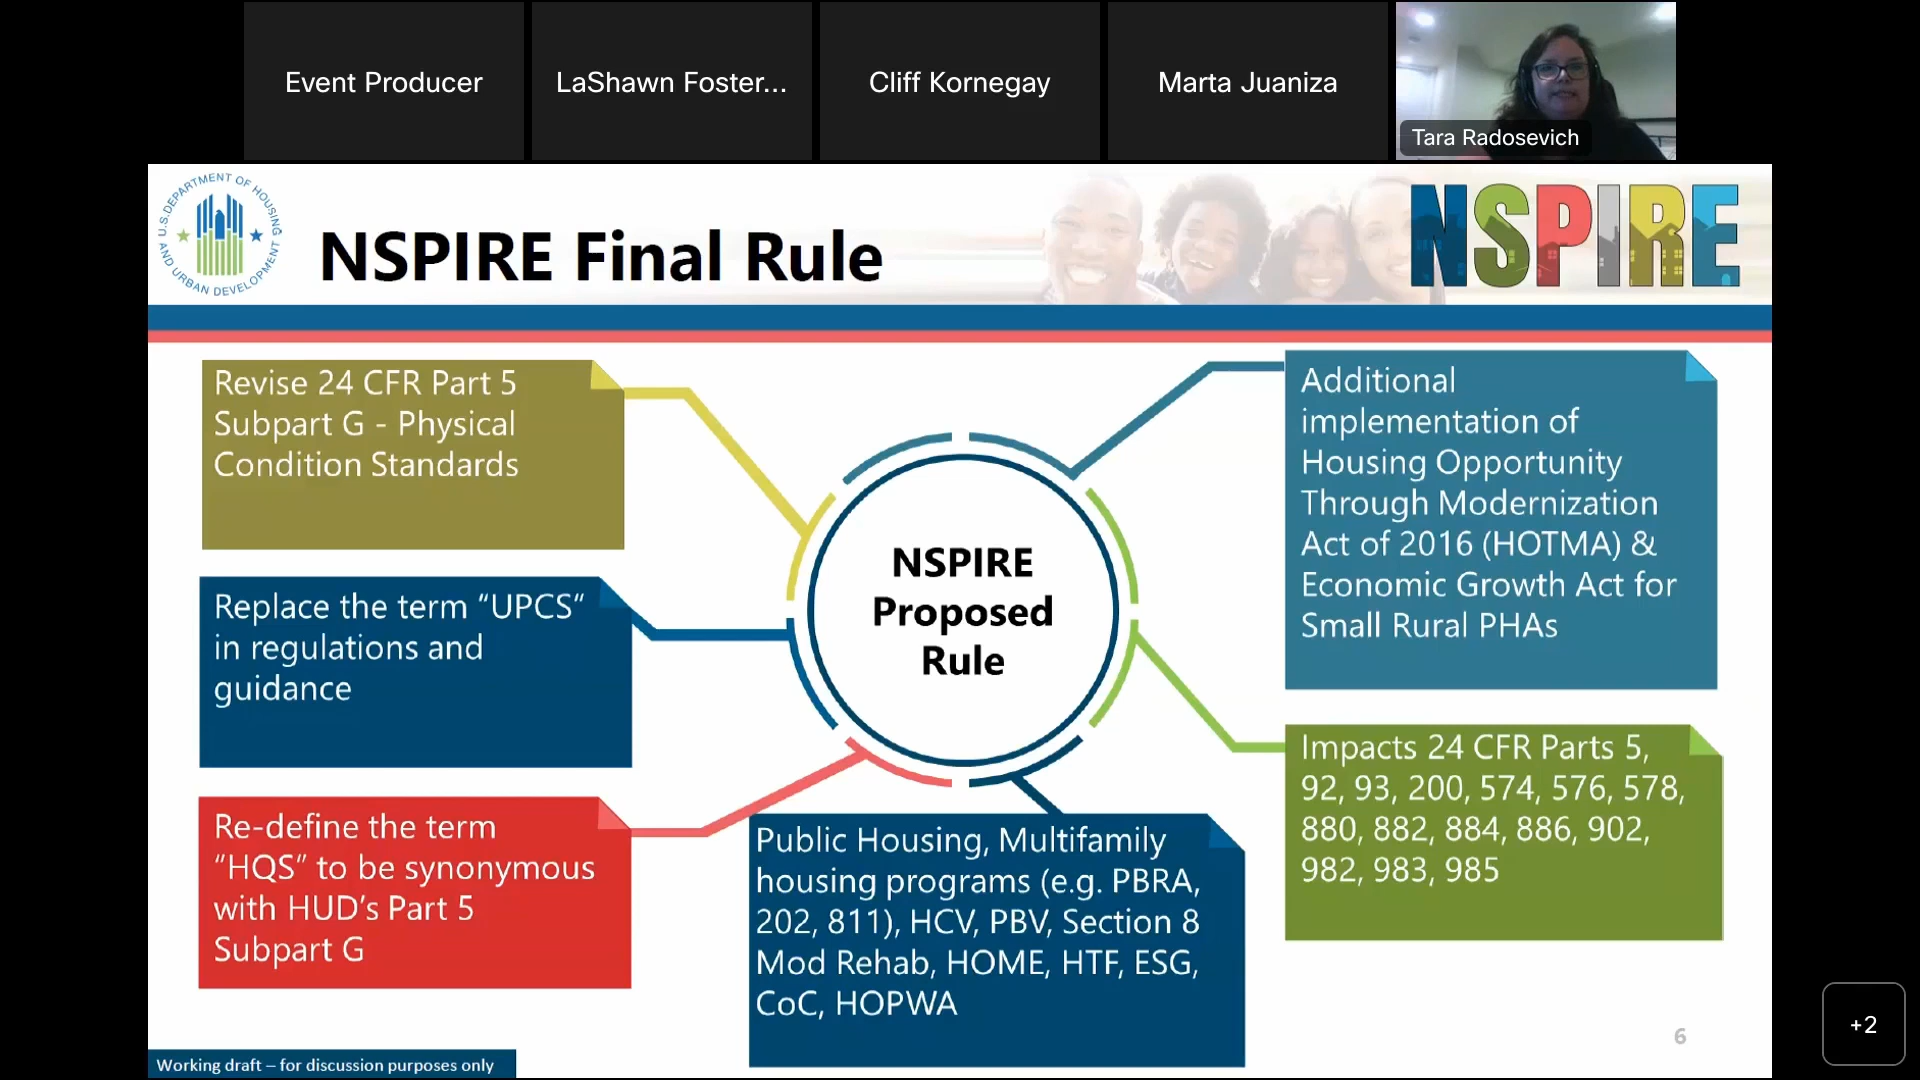 Event Producer
LaShawn Foster...
Cliff Kornegay
Marta Juaniza
Tara Radosevich
U.S. DEPARTMENT OF HOUSING AND URBAN DEVELOPMENT
NSPIRE Final Rule
NSPIRE
Revise 24 CFR Part 5
Subpart G - Physical
Condition Standards
Replace the term “UPCS“
in regulations and
guidance
Re-define the term
“HQS” to be synonymous
with HUD’s Part 5
Subpart G
NSPIRE
Proposed
Rule
Public Housing, Multifamily
housing programs (e.g. PBRA,
202, 811), HCV, PBV, Section 8
Mod Rehab, HOME, HTF, ESG,
CoC, HOPWA
Additional
implementation of
Housing Opportunity
Through Modernization
Act of 2016 (HOTMA) &
Economic Growth Act for
Small Rural PHAs
Impacts 24 CFR Parts 5,
92, 93, 200, 574, 576, 578,
880, 882, 884, 886, 902,
982, 983, 985
6
Working draft – for discussion purposes only
+2